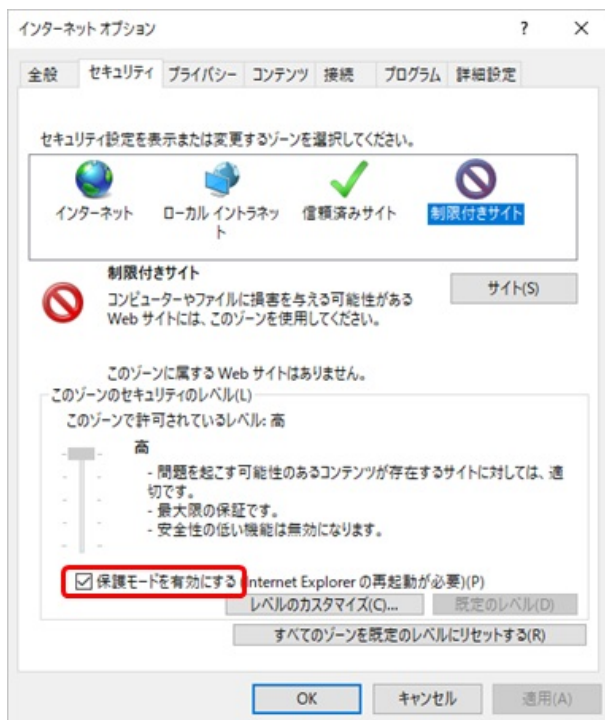 インターネット オプション
?
×
全般 セキュリティ プライバシー コンテンツ 接続 プログラム 詳細設定
セキュリティ設定を表示または変更するゾーンを選択してください。
インターネット ローカル イントラネッ 信頼済みサイト 制限付きサイト
ト
制限付きサイト
サイト(S)
コンピューターやファイルに損害を与える可能性がある
Web サイトには、このゾーンを使用してください。
このゾーンに属する Web サイトはありません。
このゾーンのセキュリティのレベル(L)
このゾーンで許可されているレベル: 高
高
- 問題を起こす可能性のあるコンテンツが存在するサイトに対しては、適
切です。
- 最大限の保証です。
- 安全性の低い機能は無効になります。
保護モードを有効にする (Internet Explorer の再起動が必要)(P)
レベルのカスタマイズ(C)... 既定のレベル(D)
すべてのゾーンを既定のレベルにリセットする(R)
OK キャンセル 適用(A)